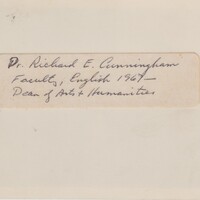 Dr. Richard E. Cunningham
Faculty, English 1967—
Dean of Arts & Humanities